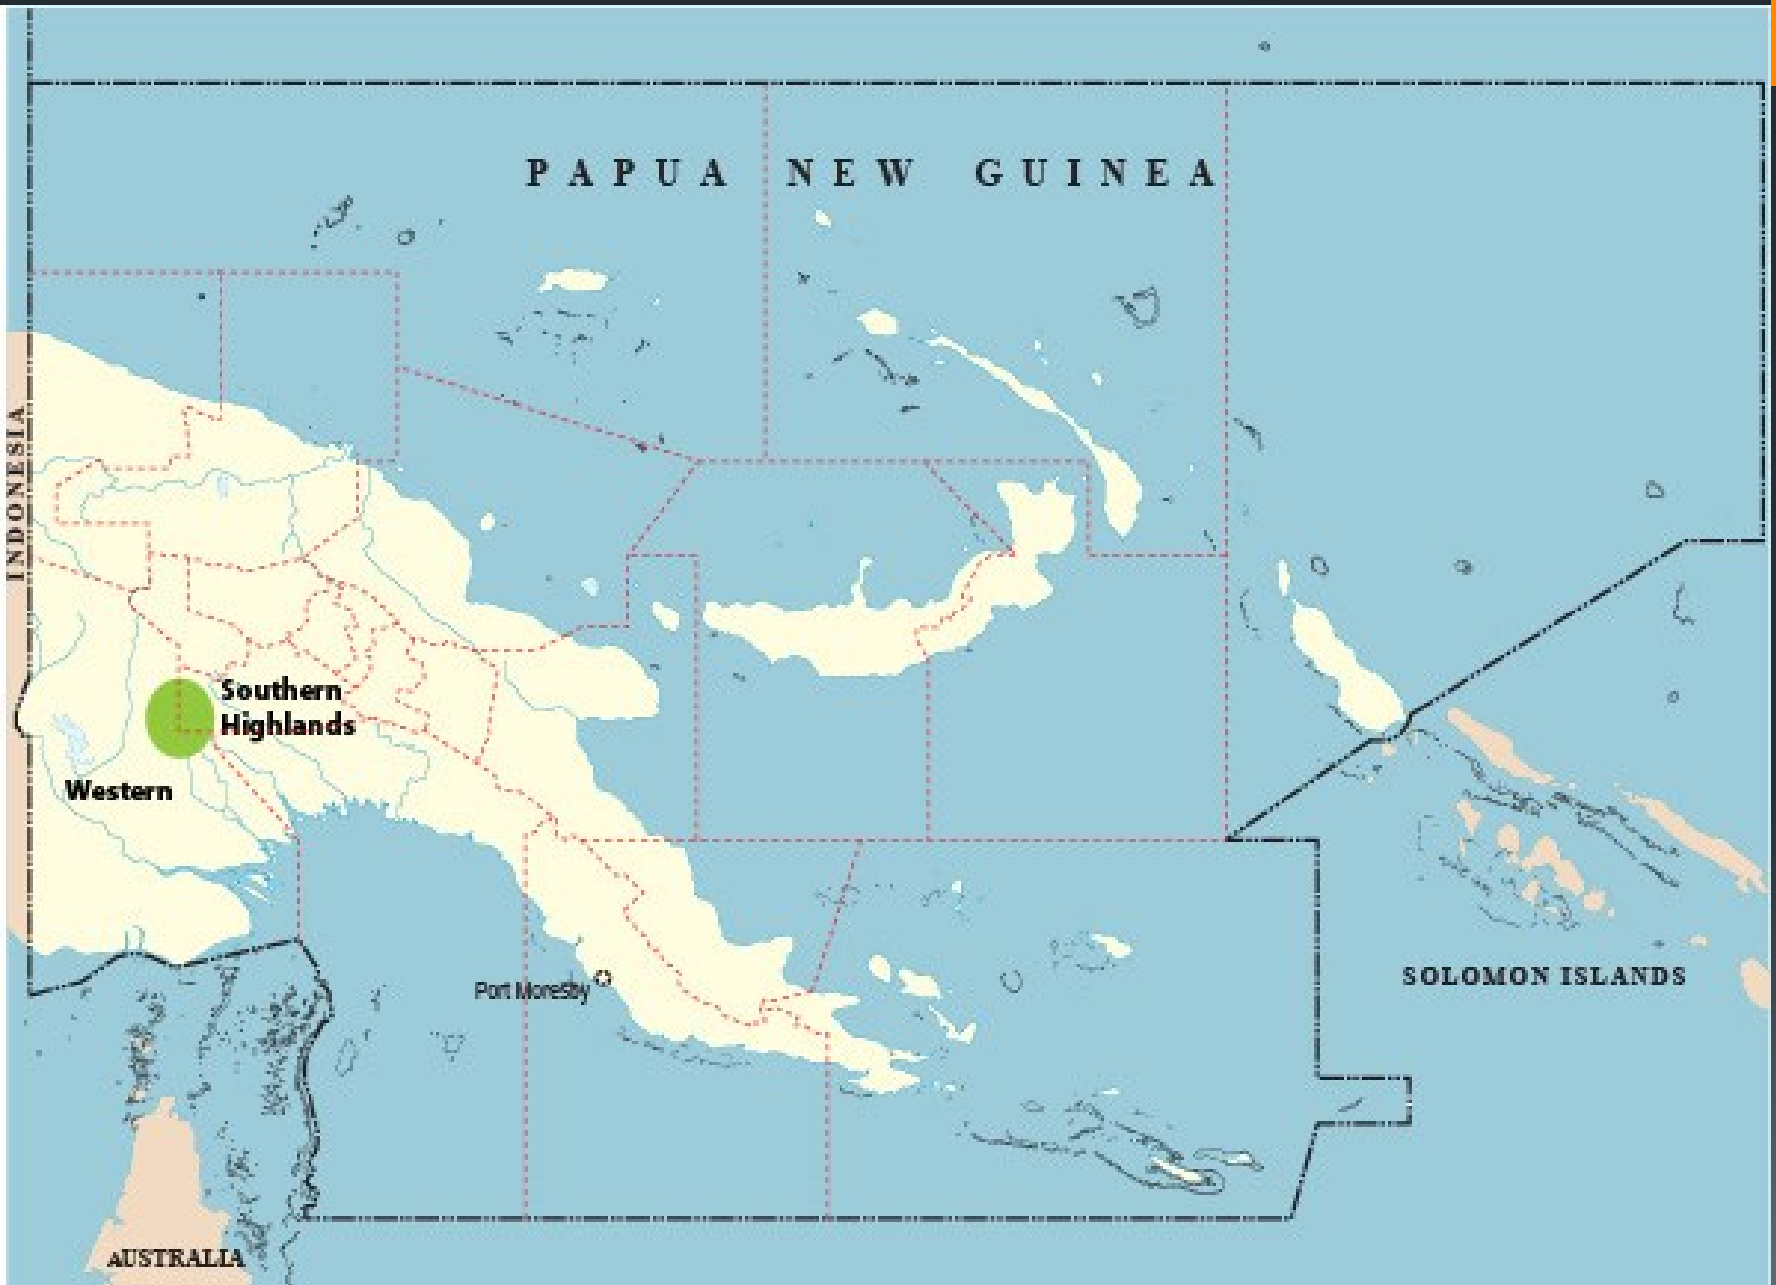 PAPUA NEW GUINEA
INDONESIA
Southern
Highlands
Western
Port Moresby
SOLOMON ISLANDS
AUSTRALIA